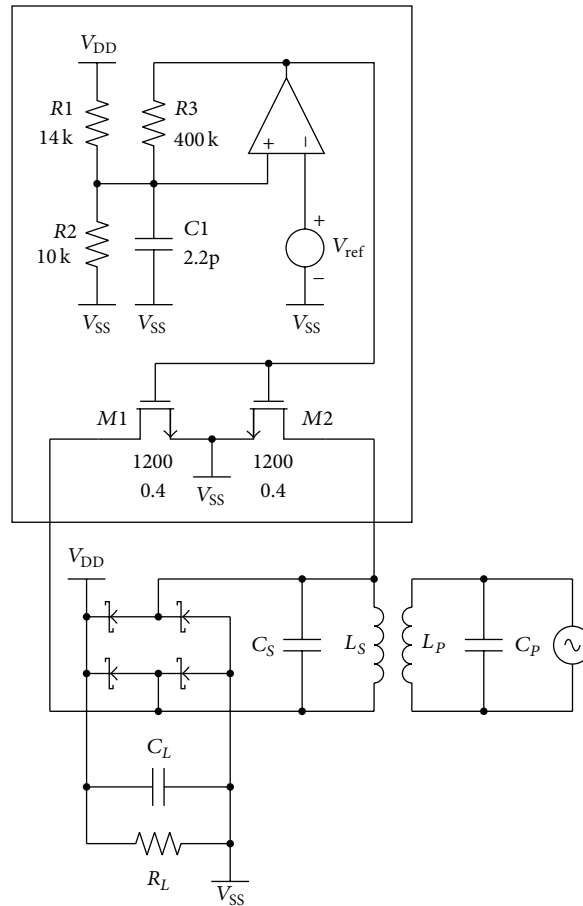 V_DD
R1
14 k
R3
400 k
+
−
R2
10 k
C1
2.2p
+
V_ref
−
V_SS
V_SS
V_SS
M1
M2
1200
0.4
V_SS
1200
0.4
V_DD
C_S
L_S
L_P
C_P
C_L
R_L
V_SS